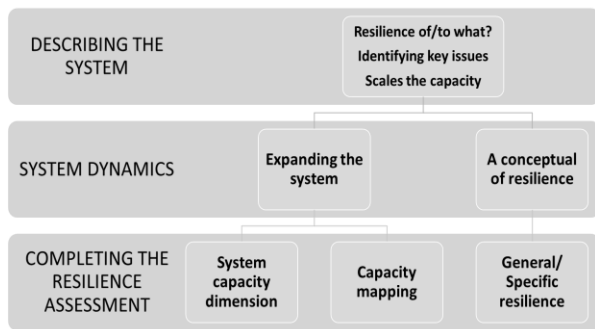 DESCRIBING THE
SYSTEM
Resilience of/to what?
Identifying key issues
Scales the capacity
SYSTEM DYNAMICS
Expanding the
system
A conceptual
of resilience
COMPLETING THE
RESILIENCE
ASSESSMENT
System
capacity
dimension
Capacity
mapping
General/
Specific
resilience